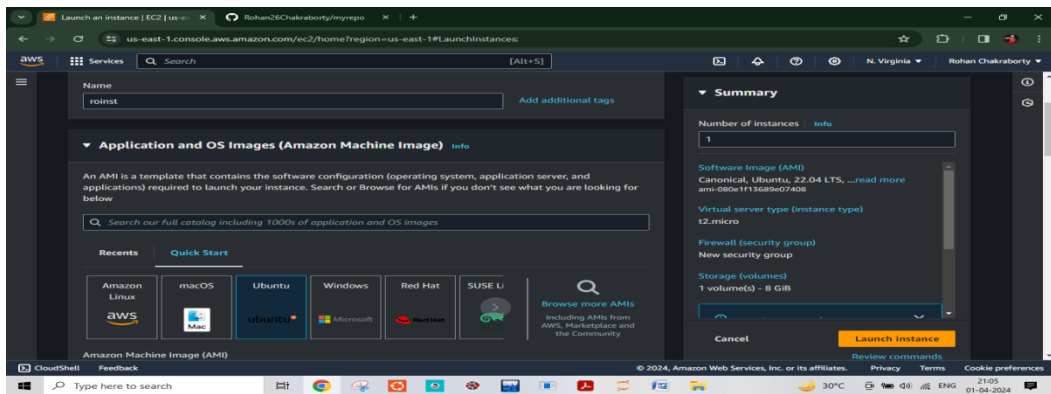 Launch an instance | EC2 | us-e
Rohan26Chakraborty/myrepo
us-east-1.console.aws.amazon.com/ec2/home?region=us-east-1#LaunchInstances:
aws
Services
Search
[Alt+S]
N. Virginia
Rohan Chakraborty
Name
roinst
Add additional tags
Application and OS Images (Amazon Machine Image) Info
An AMI is a template that contains the software configuration (operating system, application server, and
applications) required to launch your instance. Search or Browse for AMIs if you don't see what you are looking for
below
Search our full catalog including 1000s of application and OS images
Recents
Quick Start
Amazon
Linux
aws
macOS
Mac
Ubuntu
ubuntu
Windows
Microsoft
Red Hat
Red Hat
SUSE Li
Browse more AMIs
Including AMIs from
AWS, Marketplace and
the Community
Amazon Machine Image (AMI)
Summary
Number of instances Info
1
Software Image (AMI)
Canonical, Ubuntu, 22.04 LTS, ...read more
ami-080e1f13689e07408
Virtual server type (instance type)
t2.micro
Firewall (security group)
New security group
Storage (volumes)
1 volume(s) - 8 GiB
Cancel
Launch instance
Review commands
CloudShell
Feedback
© 2024, Amazon Web Services, Inc. or its affiliates.
Privacy
Terms
Cookie preferences
Type here to search
30°C
ENG
21:05
01-04-2024